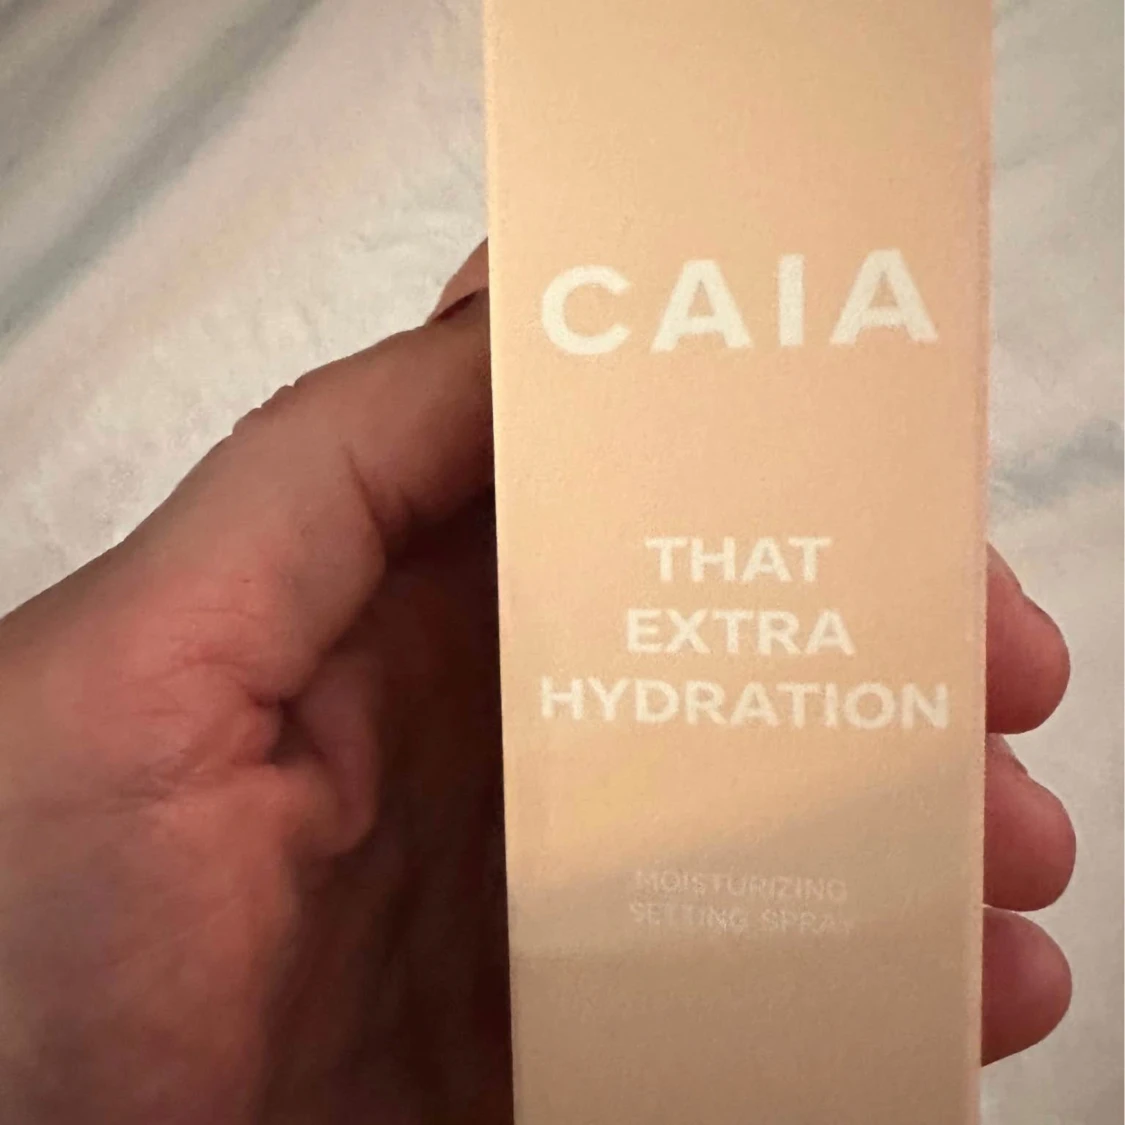 CAIA
THAT
EXTRA
HYDRATION
MOISTURIZING
SETTING SPRAY